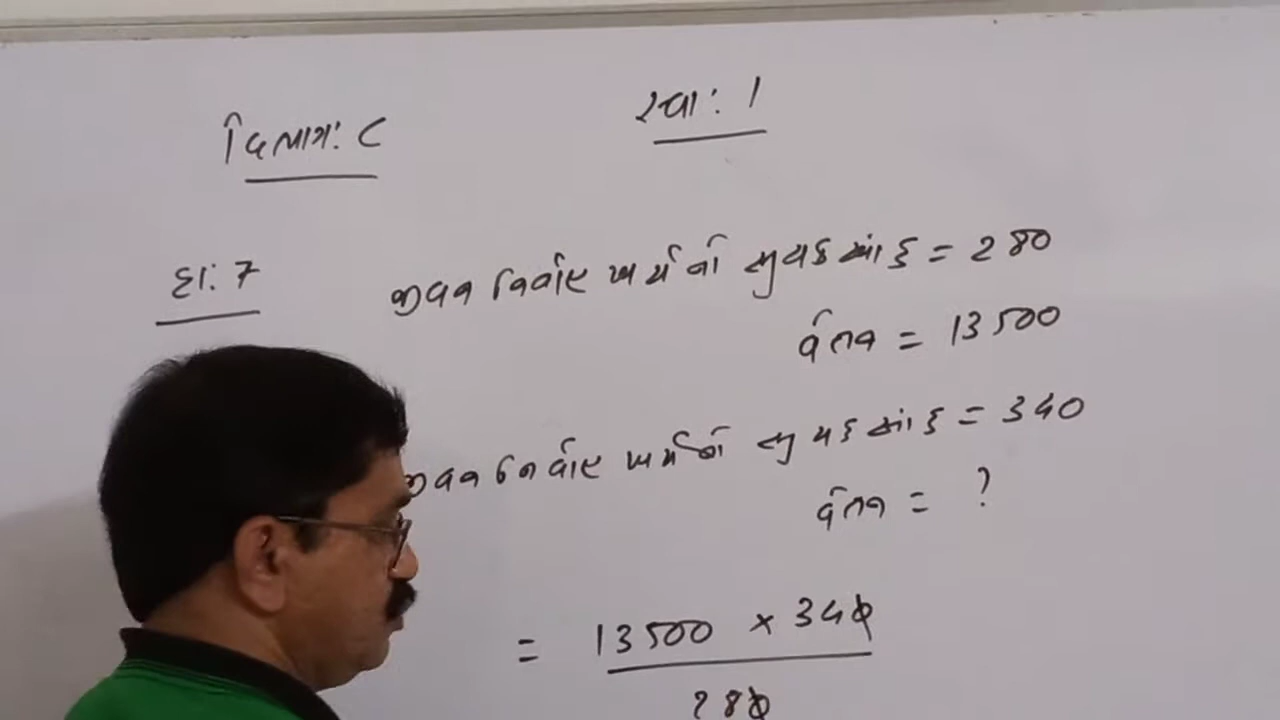 વિભાગ: C
સ્વા: 1
દા. 7
જીવન નિર્વાહ ખર્ચનો સુચક આંક = 280
વેતન = 13500
જીવન નિર્વાહ ખર્ચનો સુચક આંક = 340
વેતન = ?
= 13500 × 340
280